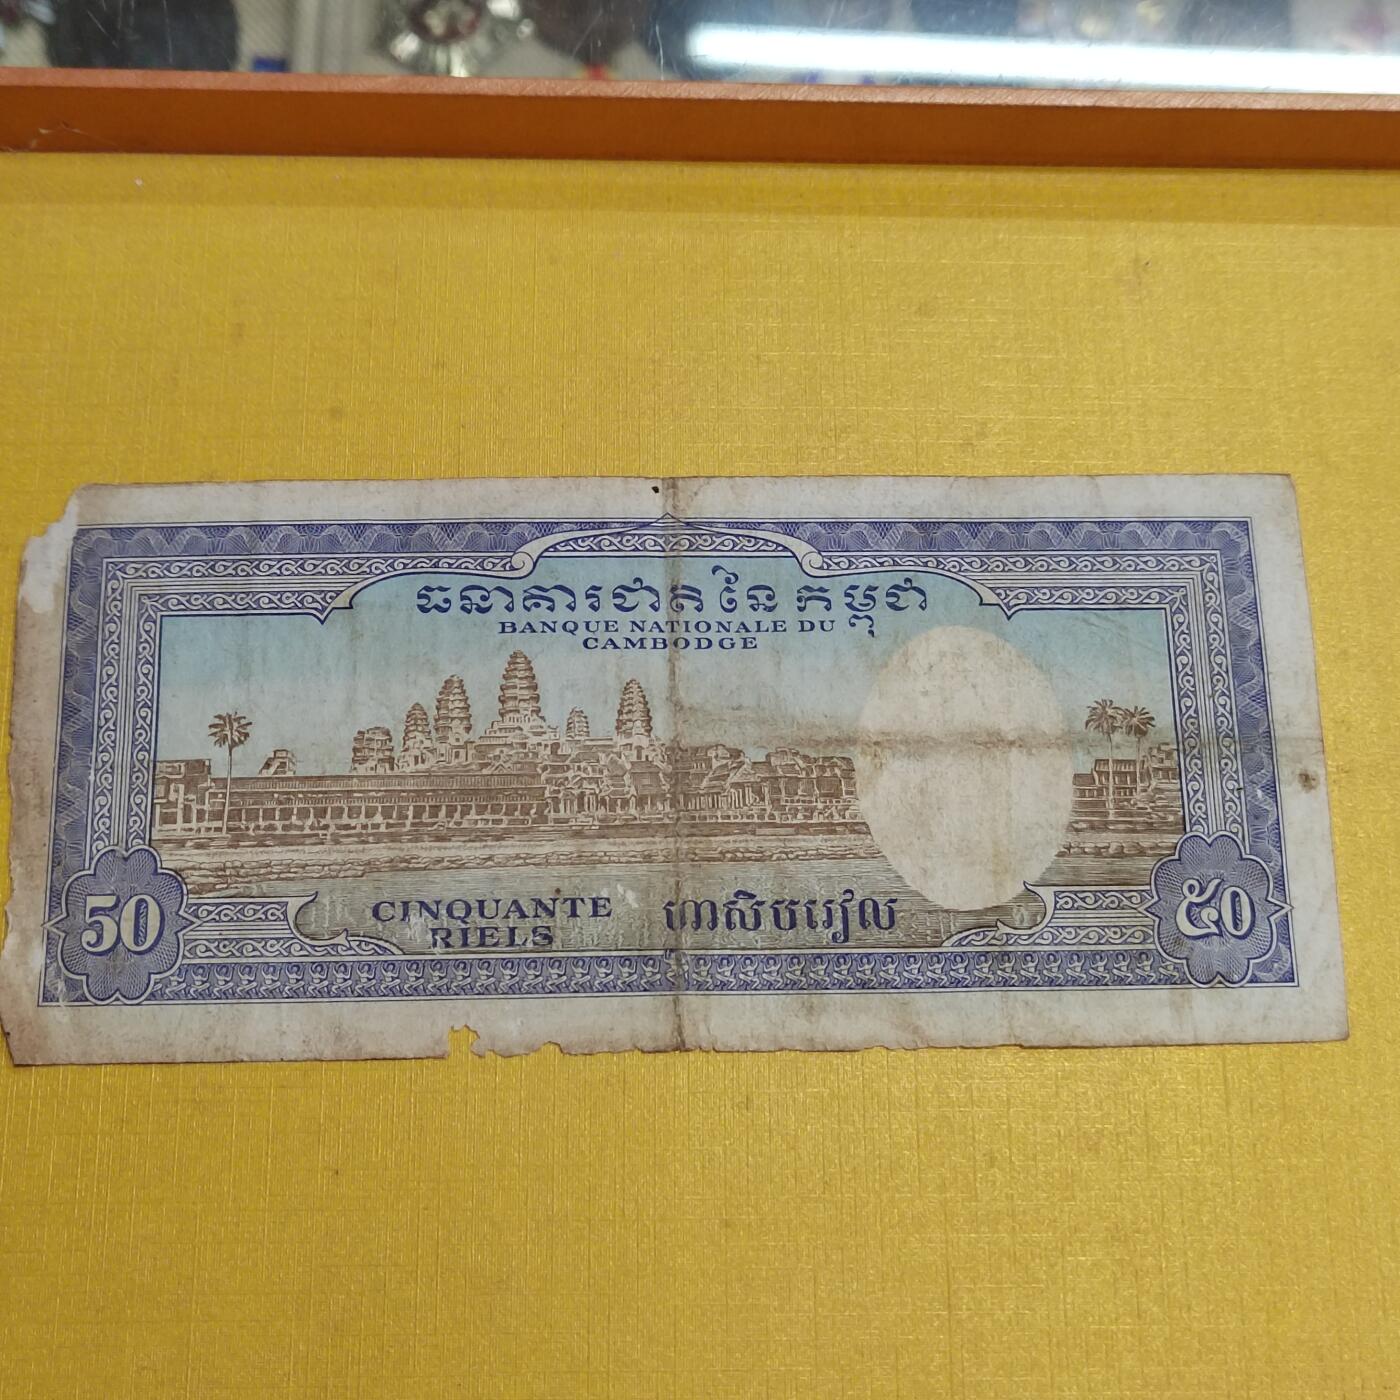 ធនាគារជាតិនៃកម្ពុជា
BANQUE NATIONALE DU
CAMBODGE
CINQUANTE
RIELS
ហាសិបរៀល
50
៥០